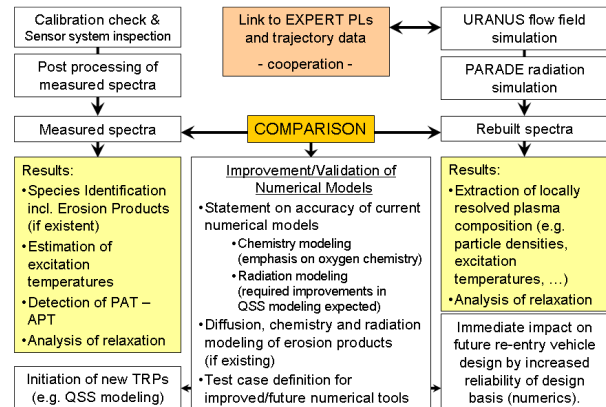 Calibration check &
Sensor system inspection
Post processing of
measured spectra
Measured spectra
Results:
•Species Identification
incl. Erosion Products
(if existent)
•Estimation of
excitation
temperatures
•Detection of PAT –
APT
•Analysis of relaxation
Initiation of new TRPs
(e.g. QSS modeling)
Link to EXPERT PLs
and trajectory data
- cooperation -
COMPARISON
Improvement/Validation of
Numerical Models
•Statement on accuracy of current
numerical models
•Chemistry modeling
(emphasis on oxygen chemistry)
•Radiation modeling
(required improvements in
QSS modeling expected)
•Diffusion, chemistry and radiation
modeling of erosion products
(if existing)
•Test case definition for
improved/future numerical tools
URANUS flow field
simulation
PARADE radiation
simulation
Rebuilt spectra
Results:
•Extraction of locally
resolved plasma
composition (e.g.
particle densities,
excitation
temperatures, …)
•Analysis of relaxation
Immediate impact on
future re-entry vehicle
design by increased
reliability of design
basis (numerics).